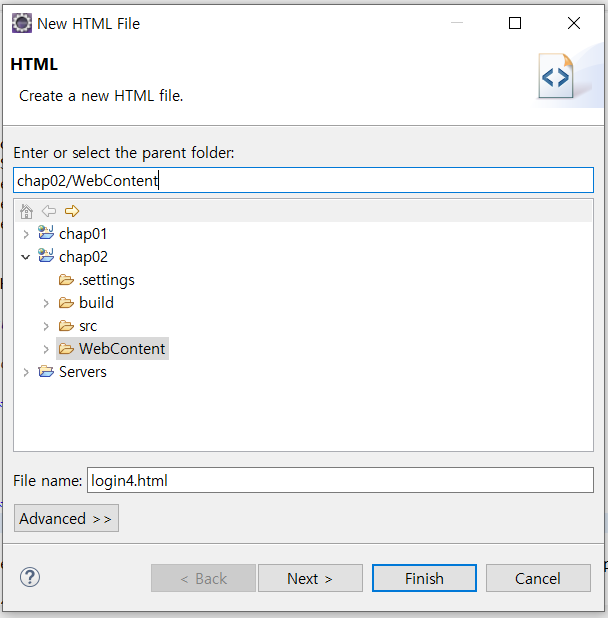 New HTML File
HTML
Create a new HTML file.
Enter or select the parent folder:
chap02/WebContent
chap01
chap02
.settings
build
src
WebContent
Servers
File name: login4.html
Advanced >>
< Back Next > Finish Cancel